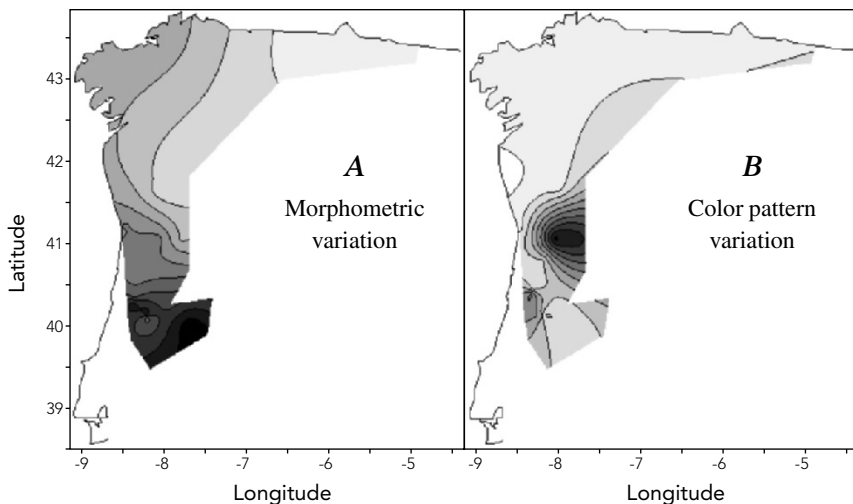 A
Morphometric
variation
B
Color pattern
variation
Latitude
43
42
41
40
39
-9 -8 -7 -6 -5
-9 -8 -7 -6 -5
Longitude
Longitude